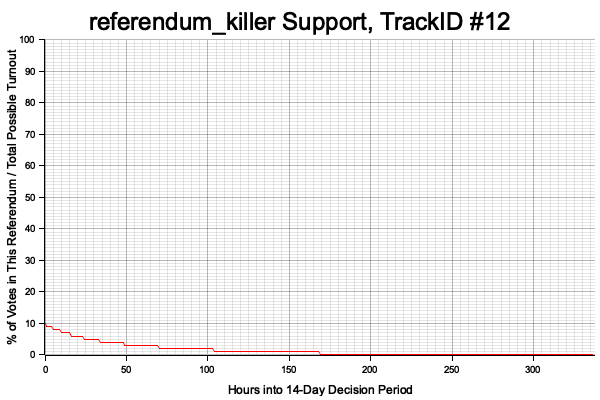 referendum_killer Support, TrackID #12
% of Votes in This Referendum / Total Possible Turnout
100
90
80
70
60
50
40
30
20
10
0
0 50 100 150 200 250 300
Hours into 14-Day Decision Period